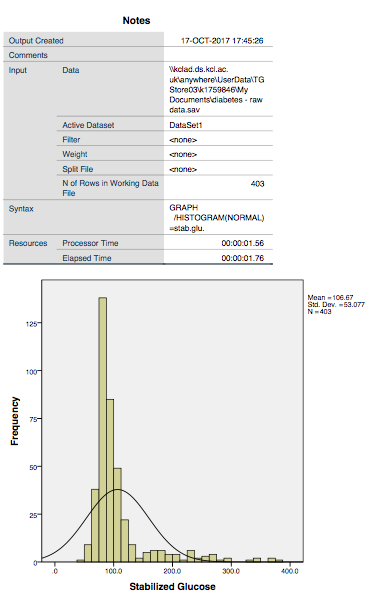 Notes
Output Created 17-OCT-2017 17:45:26
Comments
Input Data \\kclad.ds.kcl.ac.
uk\anywhere\UserData\TG
Store03\k1759846\My
Documents\diabetes - raw
data.sav
Active Dataset DataSet1
Filter <none>
Weight <none>
Split File <none>
N of Rows in Working Data
File 403
Syntax GRAPH
/HISTOGRAM(NORMAL)
=stab.glu.
Resources Processor Time 00:00:01.56
Elapsed Time 00:00:01.76
Mean =106.67
Std. Dev. =53.077
N =403
125
100
75
50
25
0
Frequency
.0 100.0 200.0 300.0 400.0
Stabilized Glucose